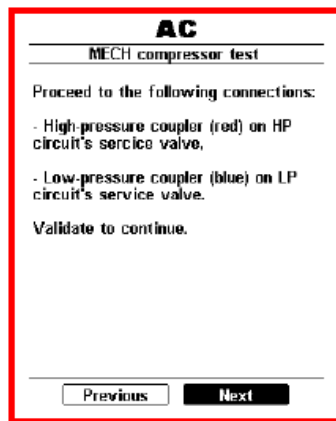 AC
MECH compressor test
Proceed to the following connections:
- High-pressure coupler (red) on HP
circuit's sercice valve,
- Low-pressure coupler (blue) on LP
circuit's service valve.
Validate to continue.
Previous
Next